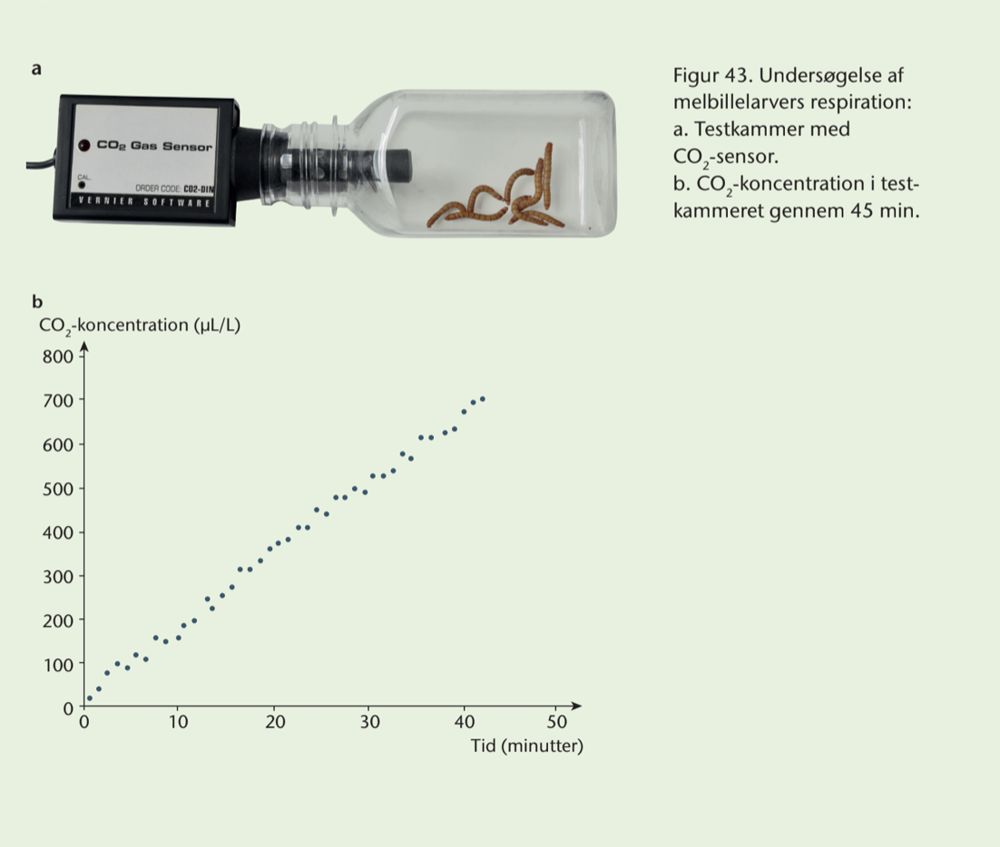 a
CO₂ Gas Sensor
CAL
ORDER CODE: CO2-DIN
VERNIER SOFTWARE
Figur 43. Undersøgelse af
melbillelarvers respiration:
a. Testkammer med
CO₂-sensor.
b. CO₂-koncentration i test-
kammeret gennem 45 min.
b
CO₂-koncentration (µL/L)
800
700
600
500
400
300
200
100
0
0 10 20 30 40 50
Tid (minutter)